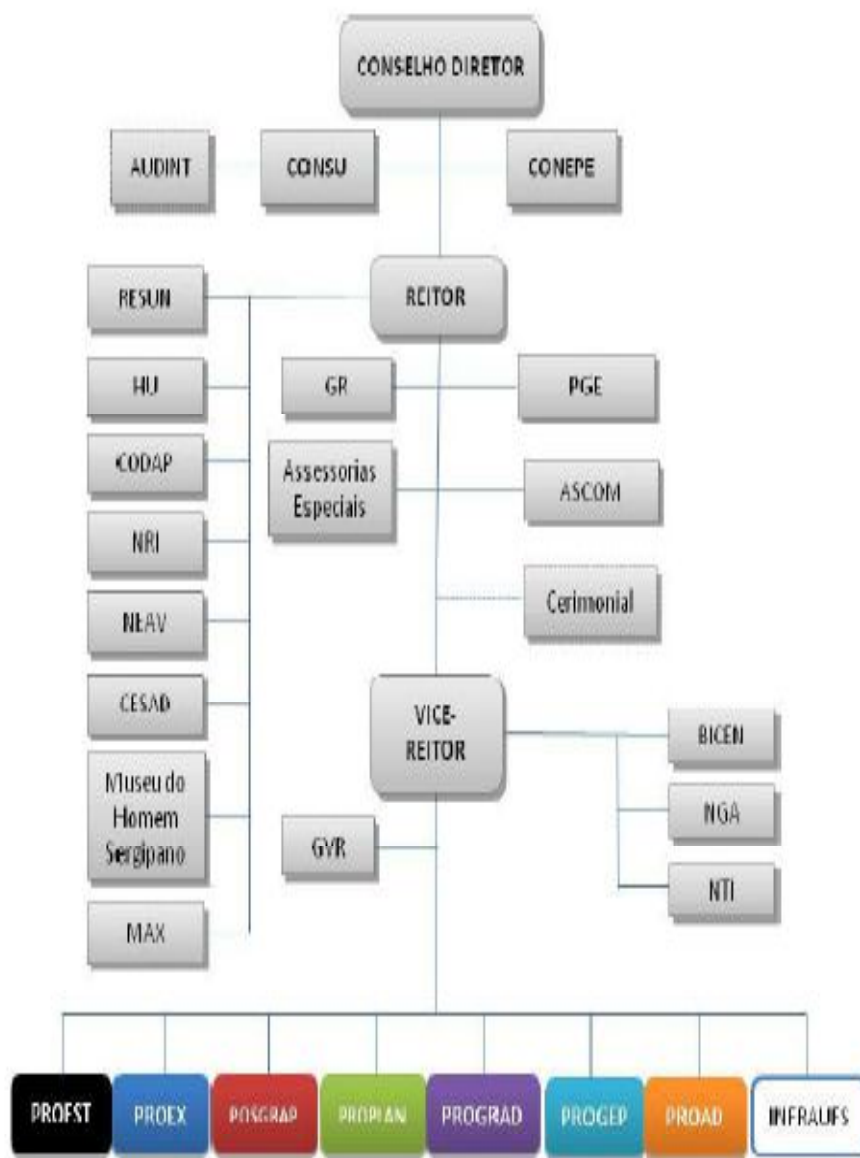 CONSELHO DIRETOR
AUDINT
CONSU
CONEPE
REITOR
RESUN
HU
CODAP
NRI
NEAV
CESAD
Museu do
Homem
Sergipano
MAX
GR
PGE
Assessorias
Especiais
ASCOM
Cerimonial
VICE-
REITOR
GVR
BICEN
NGA
NTI
PROEST
PROEX
POSGRAP
PROPLAN
PROGRAD
PROGEP
PROAD
INFRAUFS